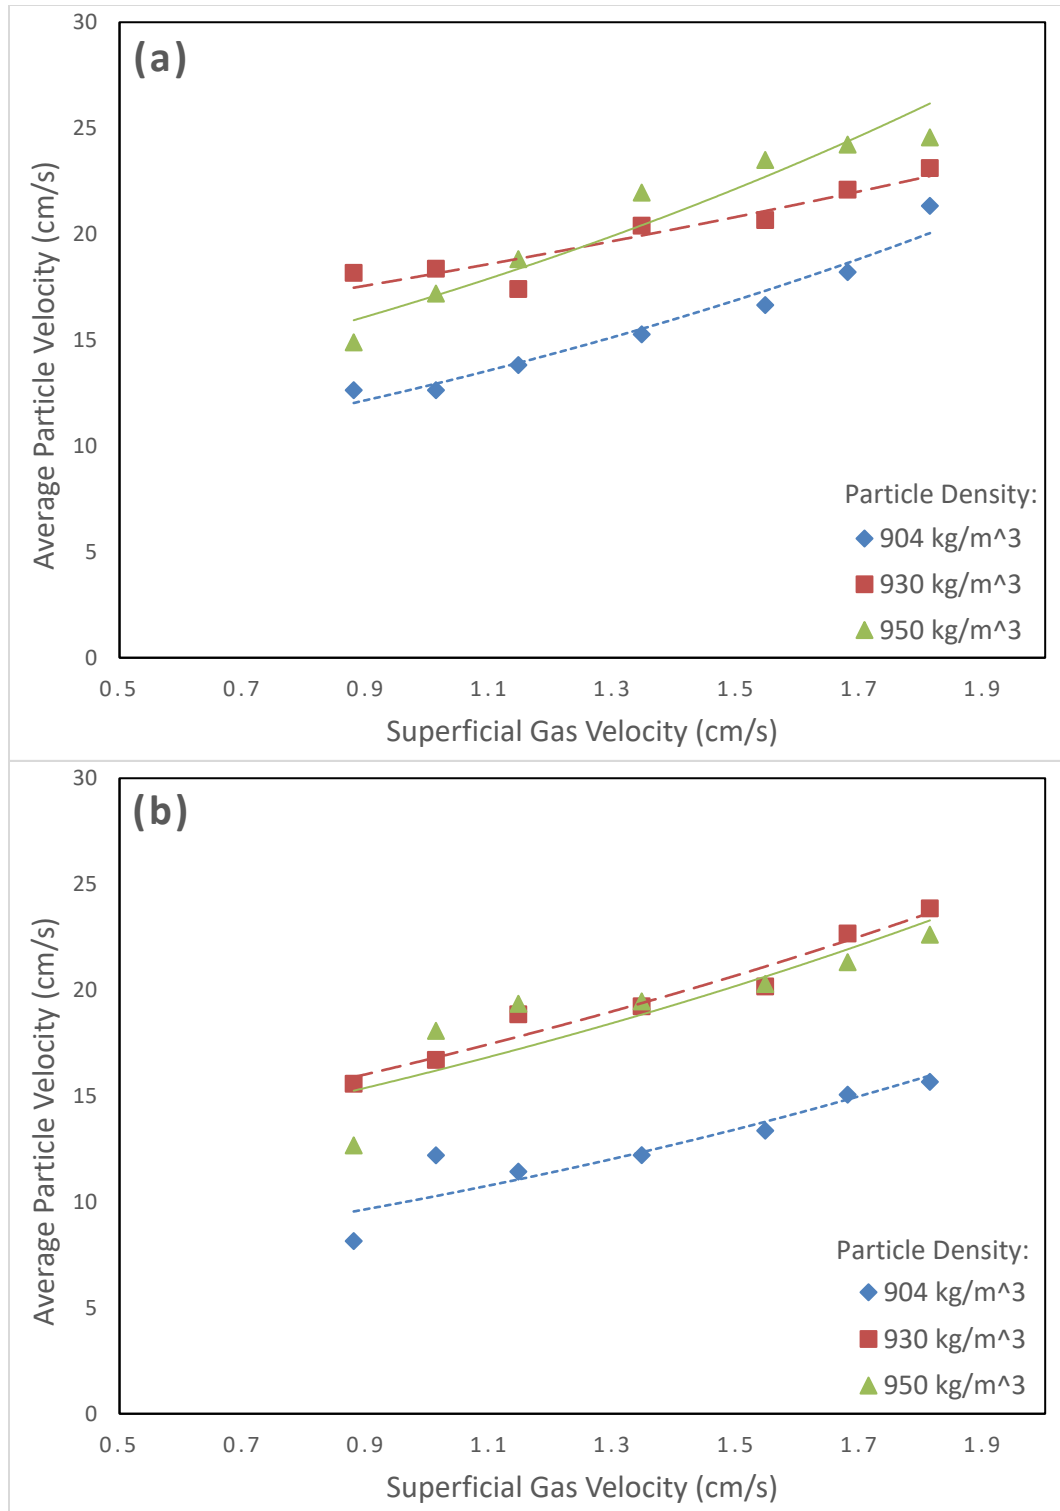 (a)
30
25
20
15
10
5
0
Average Particle Velocity (cm/s)
Particle Density:
904 kg/m^3
930 kg/m^3
950 kg/m^3
0.5 0.7 0.9 1.1 1.3 1.5 1.7 1.9
Superficial Gas Velocity (cm/s)
(b)
30
25
20
15
10
5
0
Average Particle Velocity (cm/s)
Particle Density:
904 kg/m^3
930 kg/m^3
950 kg/m^3
0.5 0.7 0.9 1.1 1.3 1.5 1.7 1.9
Superficial Gas Velocity (cm/s)